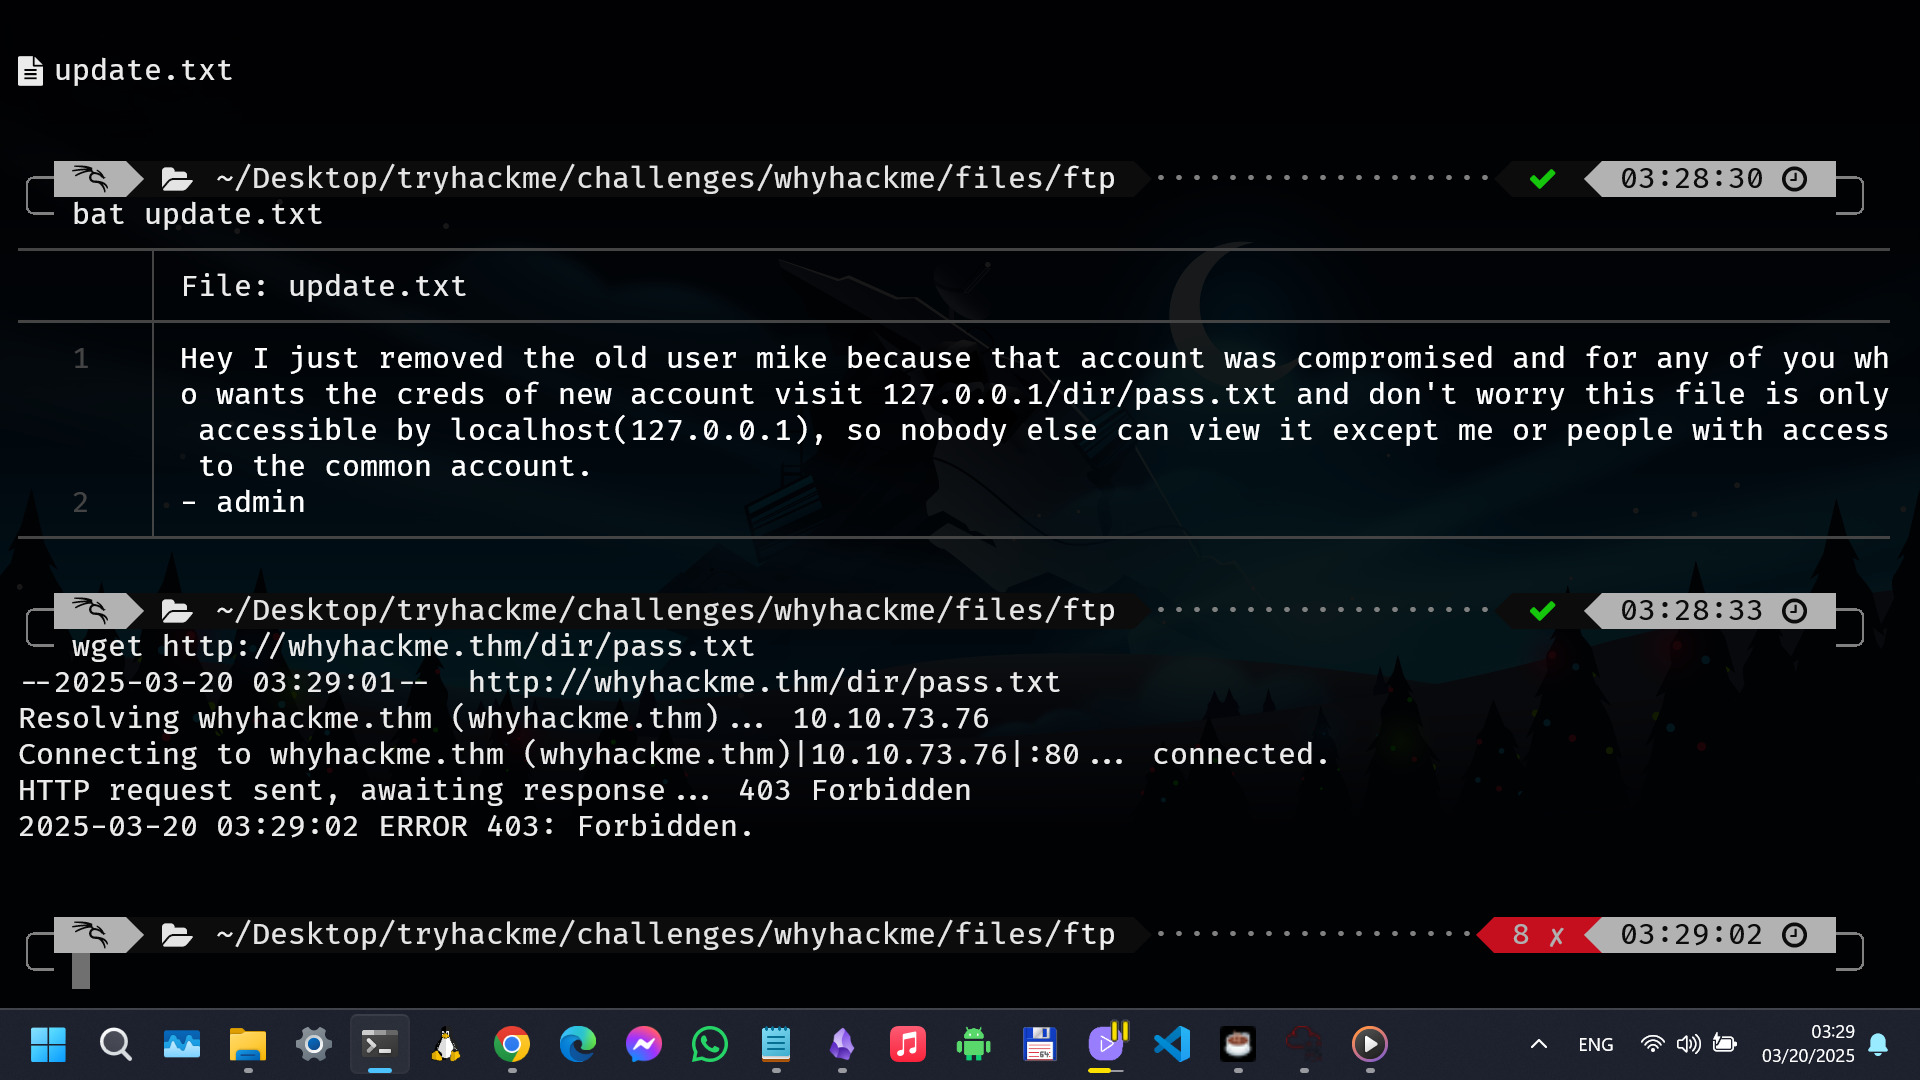 update.txt
~/Desktop/tryhackme/challenges/whyhackme/files/ftp 03:28:30
bat update.txt
File: update.txt
1 Hey I just removed the old user mike because that account was compromised and for any of you wh
o wants the creds of new account visit 127.0.0.1/dir/pass.txt and don't worry this file is only
accessible by localhost(127.0.0.1), so nobody else can view it except me or people with access
to the common account.
2 - admin
~/Desktop/tryhackme/challenges/whyhackme/files/ftp 03:28:33
wget http://whyhackme.thm/dir/pass.txt
--2025-03-20 03:29:01--  http://whyhackme.thm/dir/pass.txt
Resolving whyhackme.thm (whyhackme.thm)... 10.10.73.76
Connecting to whyhackme.thm (whyhackme.thm)|10.10.73.76|:80... connected.
HTTP request sent, awaiting response... 403 Forbidden
2025-03-20 03:29:02 ERROR 403: Forbidden.
~/Desktop/tryhackme/challenges/whyhackme/files/ftp 8 ✗ 03:29:02
ENG
03:29
03/20/2025